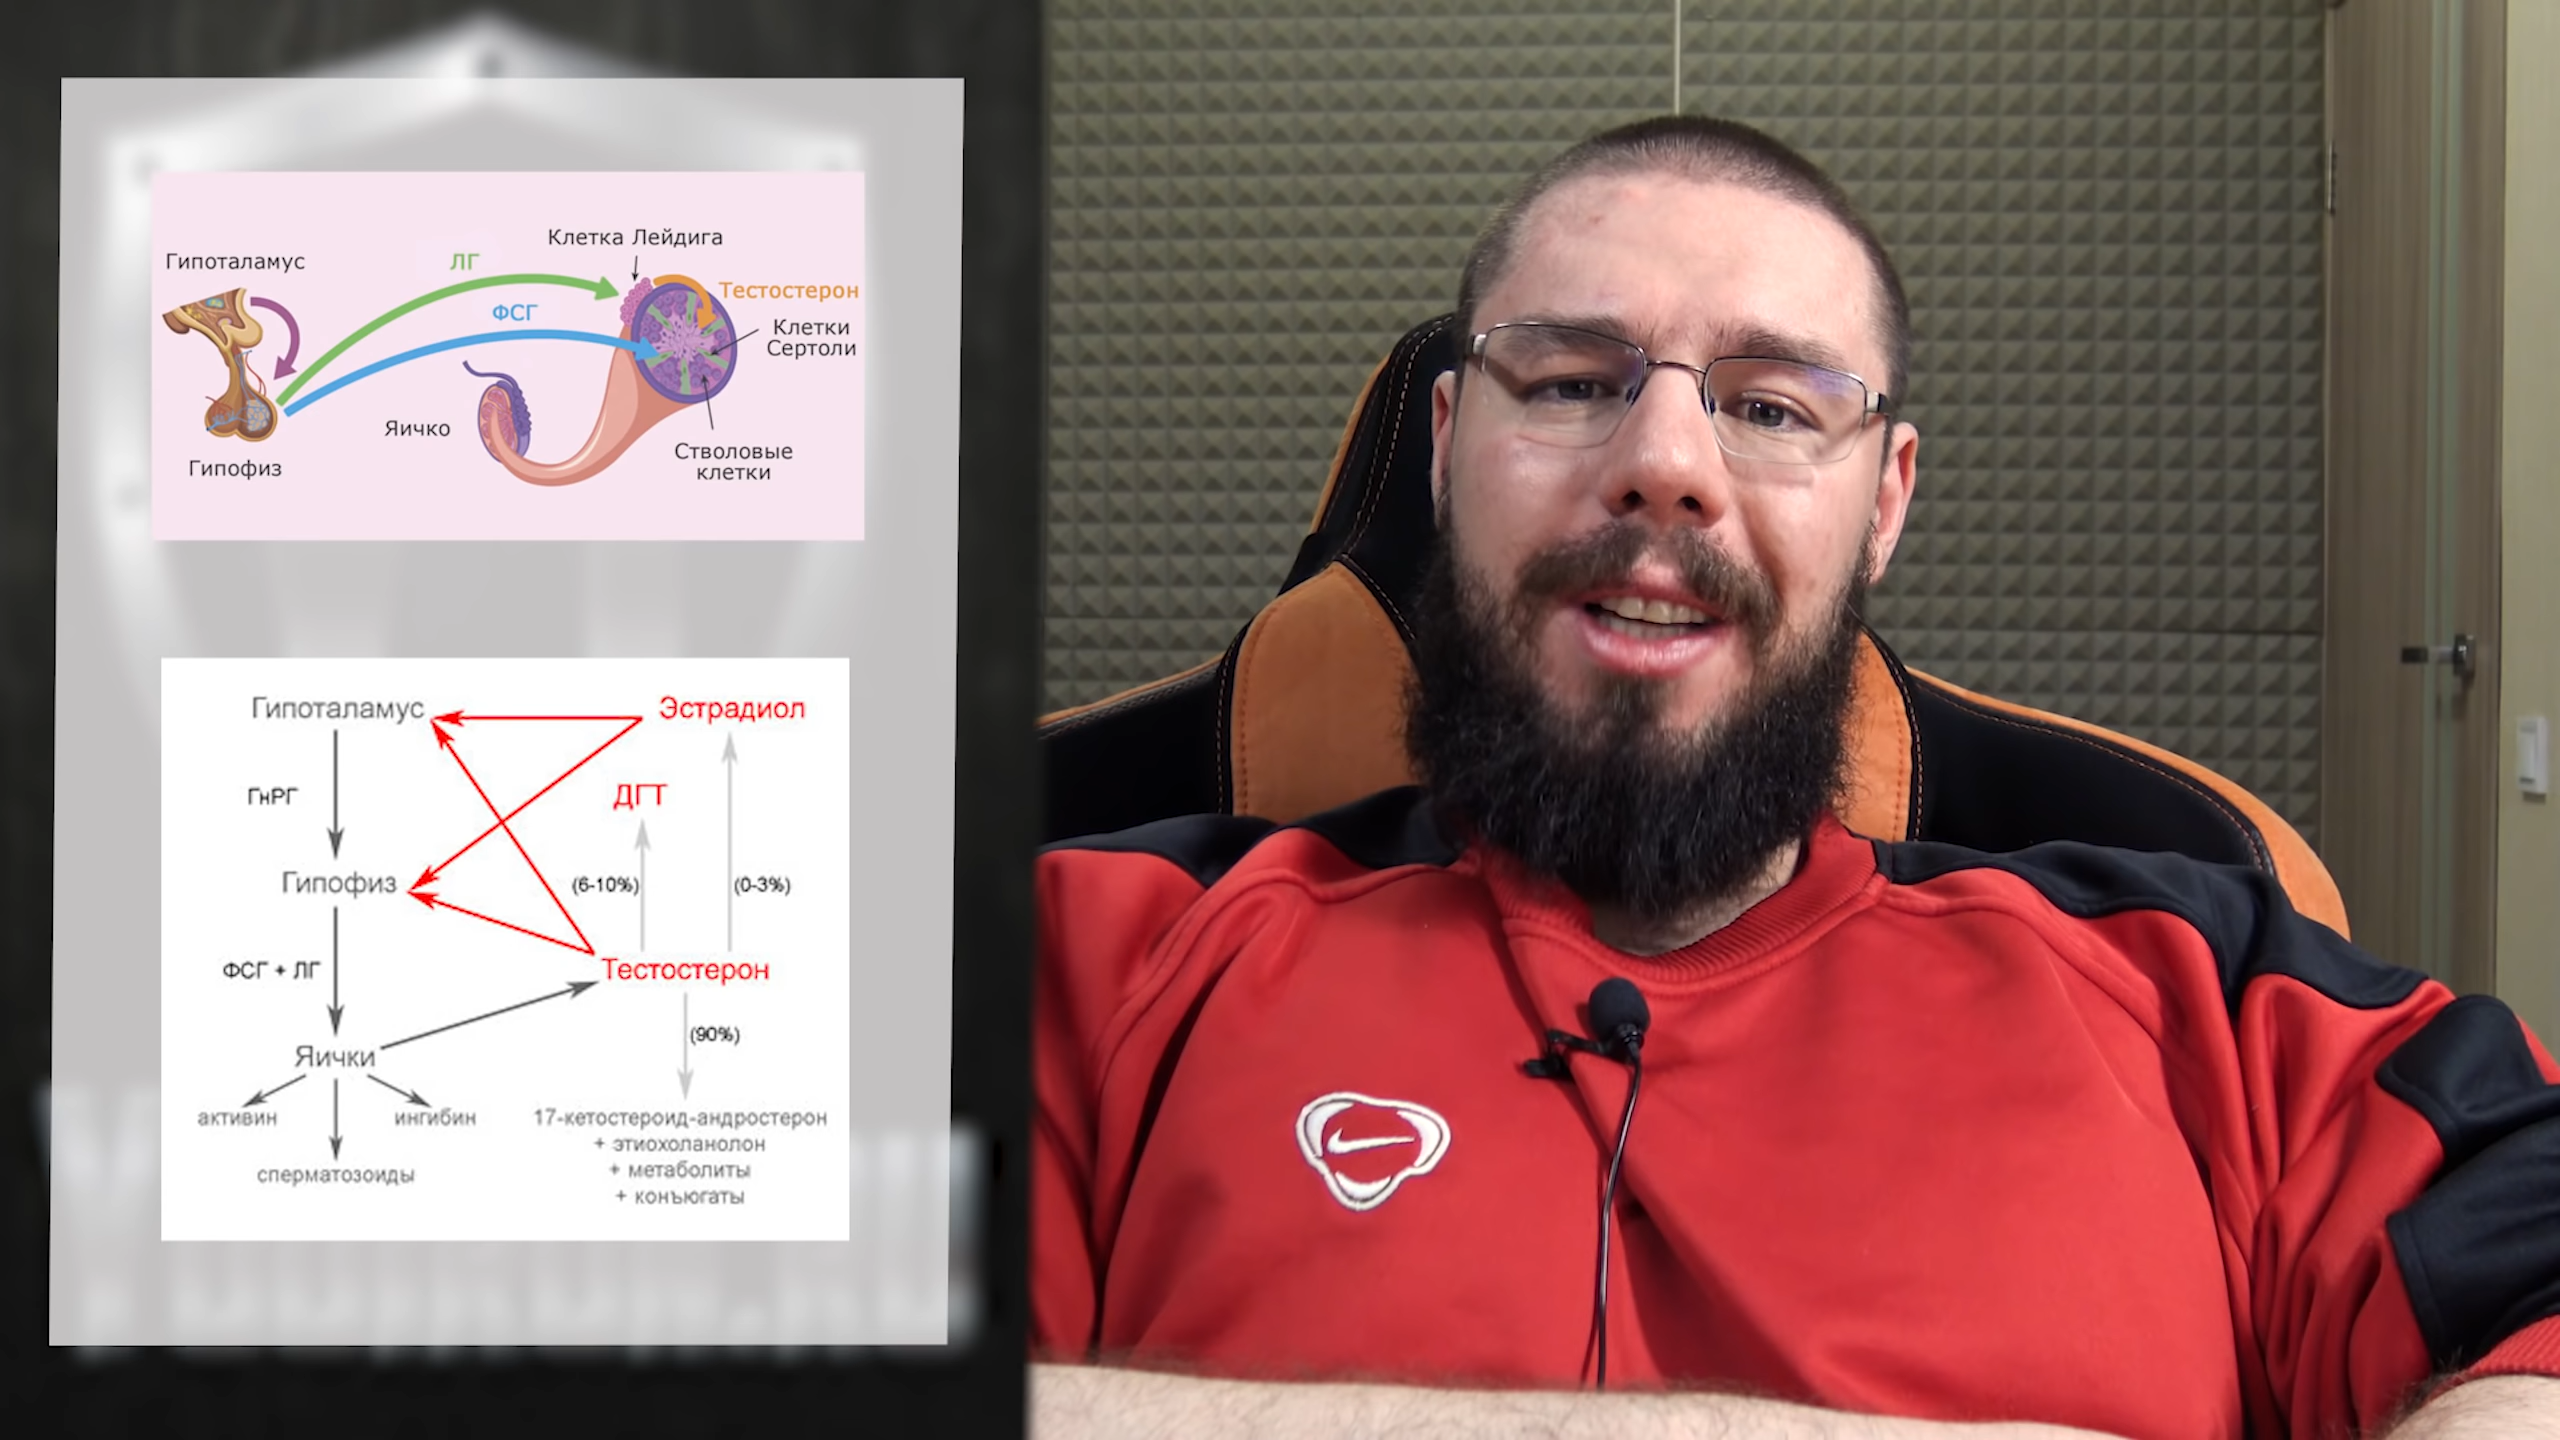 Клетка Лейдига
Гипоталамус
ЛГ
Тестостерон
ФСГ
Клетки
Сертоли
Яичко
Стволовые
клетки
Гипофиз
Гипоталамус
Эстрадиол
ГнРГ
ДГТ
Гипофиз
(6-10%)
(0-3%)
ФСГ + ЛГ
Тестостерон
(90%)
Яички
активин
ингибин
сперматозоиды
17-кетостероид-андростерон
+ этиохоланолон
+ метаболиты
+ конъюгаты